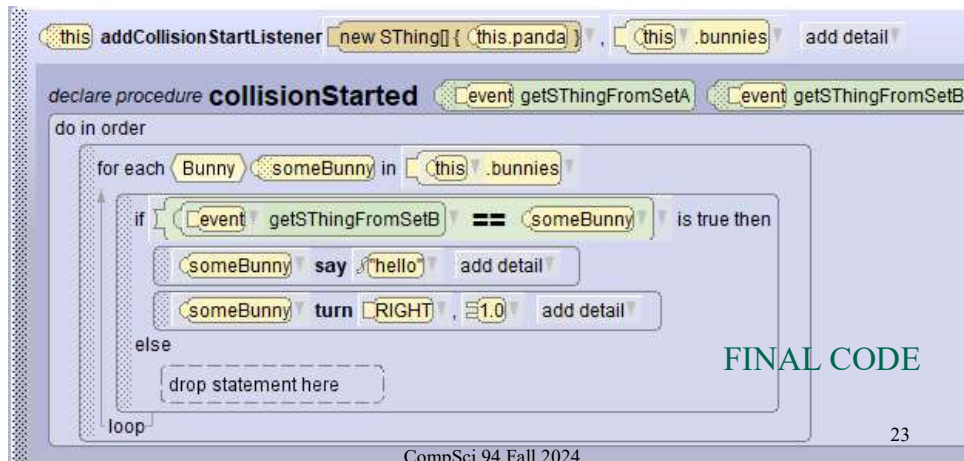 this addCollisionStartListener new SThing[] { this.panda } , this .bunnies add detail
declare procedure collisionStarted event getSThingFromSetA event getSThingFromSetB
do in order
for each Bunny someBunny in this .bunnies
if event getSThingFromSetB == someBunny is true then
someBunny say "hello" add detail
someBunny turn RIGHT , 1.0 add detail
else
drop statement here
FINAL CODE
loop
23
CompSci 94 Fall 2024